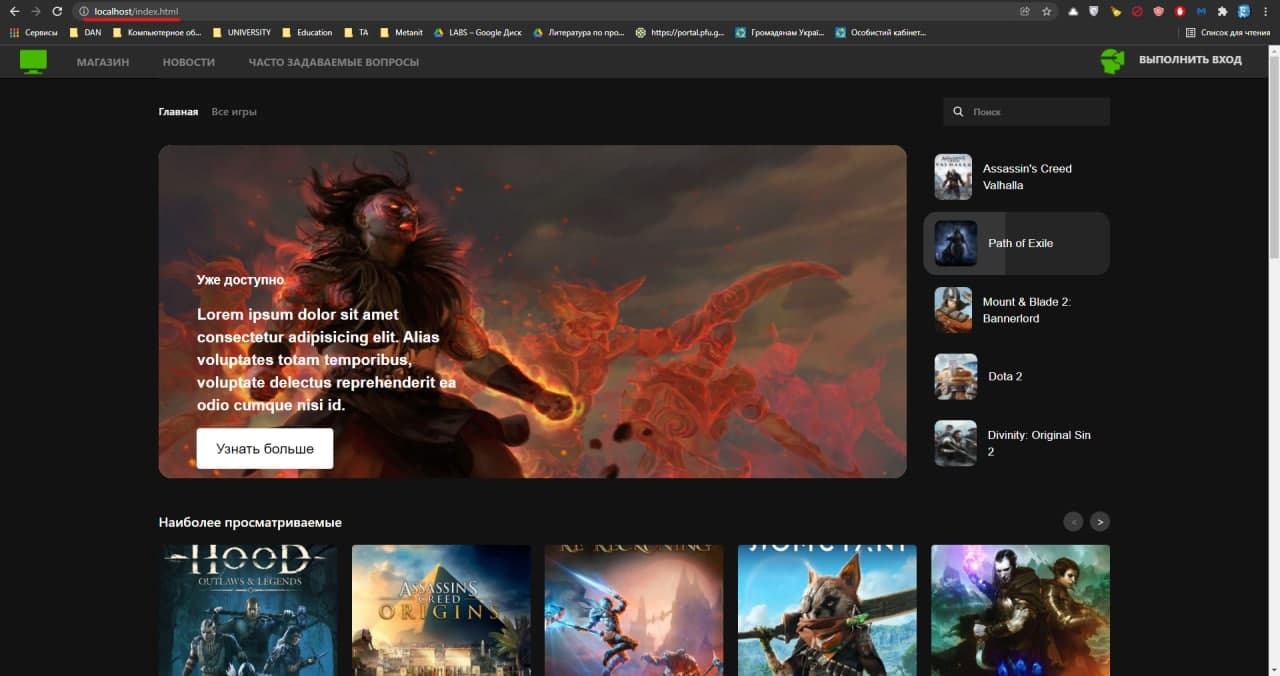 localhost/index.html
Сервисы DAN Компьютерное об... UNIVERSITY Education TA Metanit LABS – Google Диск Литература по про... https://portal.pfu.g... Громадянам Украї... Особистий кабінет... Список для чтения
МАГАЗИН НОВОСТИ ЧАСТО ЗАДАВАЕМЫЕ ВОПРОСЫ ВЫПОЛНИТЬ ВХОД
Главная Все игры Поиск
Уже доступно
Lorem ipsum dolor sit amet
consectetur adipisicing elit. Alias
voluptates totam temporibus,
voluptate delectus reprehenderit ea
odio cumque nisi id.
Узнать больше
Assassin's Creed
Valhalla
Path of Exile
Mount & Blade 2:
Bannerlord
Dota 2
Divinity: Original Sin
2
Наиболее просматриваемые < >
HOOD
OUTLAWS & LEGENDS
ASSASSIN'S
CREED
ORIGINS
RE-RECKONING
BIOMUTANT